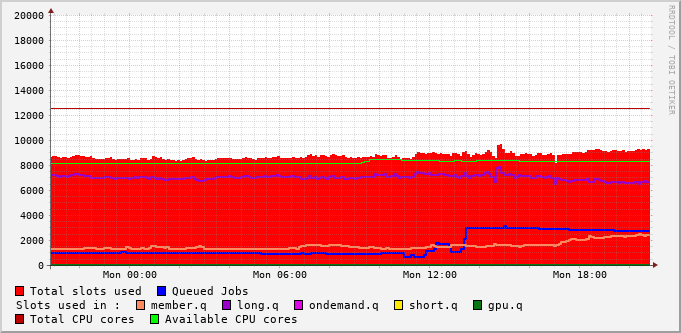 20000
18000
16000
14000
12000
10000
8000
6000
4000
2000
0
Mon 00:00 Mon 06:00 Mon 12:00 Mon 18:00
RRDTOOL / TOBI OETIKER
Total slots used Queued Jobs
Slots used in : member.q long.q ondemand.q short.q gpu.q
Total CPU cores Available CPU cores